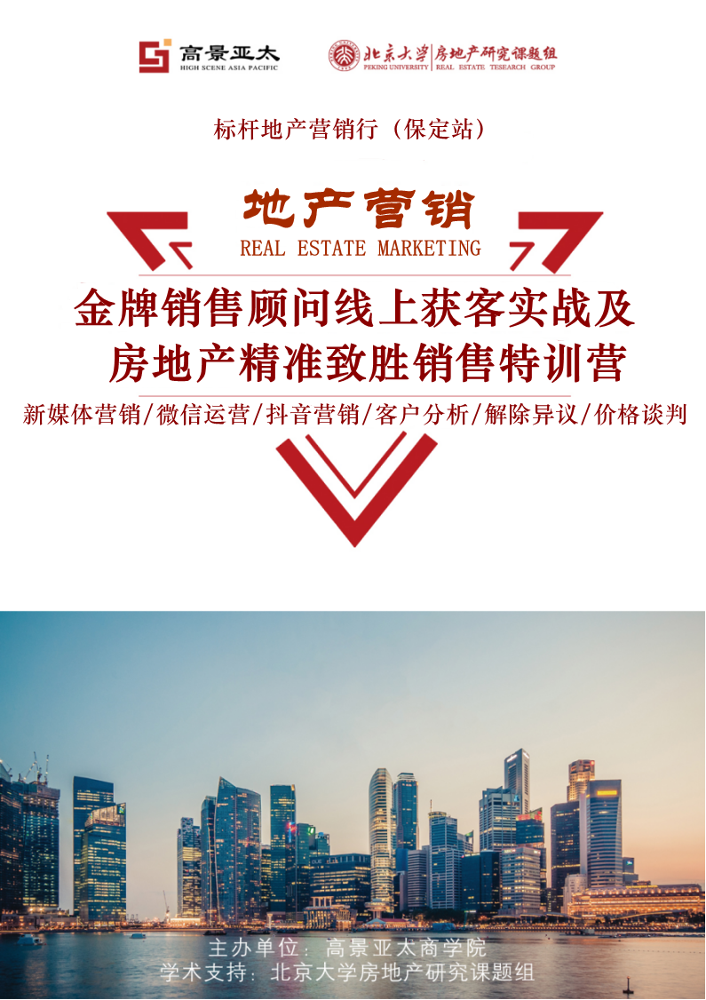 高景亚太
HIGH SCENE ASIA PACIFIC
北京大学 房地产研究课题组
PEKING UNIVERSITY REAL ESTATE TESEARCH GROUP
标杆地产营销行（保定站）
地产营销
REAL ESTATE MARKETING
金牌销售顾问线上获客实战及
房地产精准致胜销售特训营
新媒体营销/微信运营/抖音营销/客户分析/解除异议/价格谈判
主办单位：高景亚太商学院
学术支持：北京大学房地产研究课题组